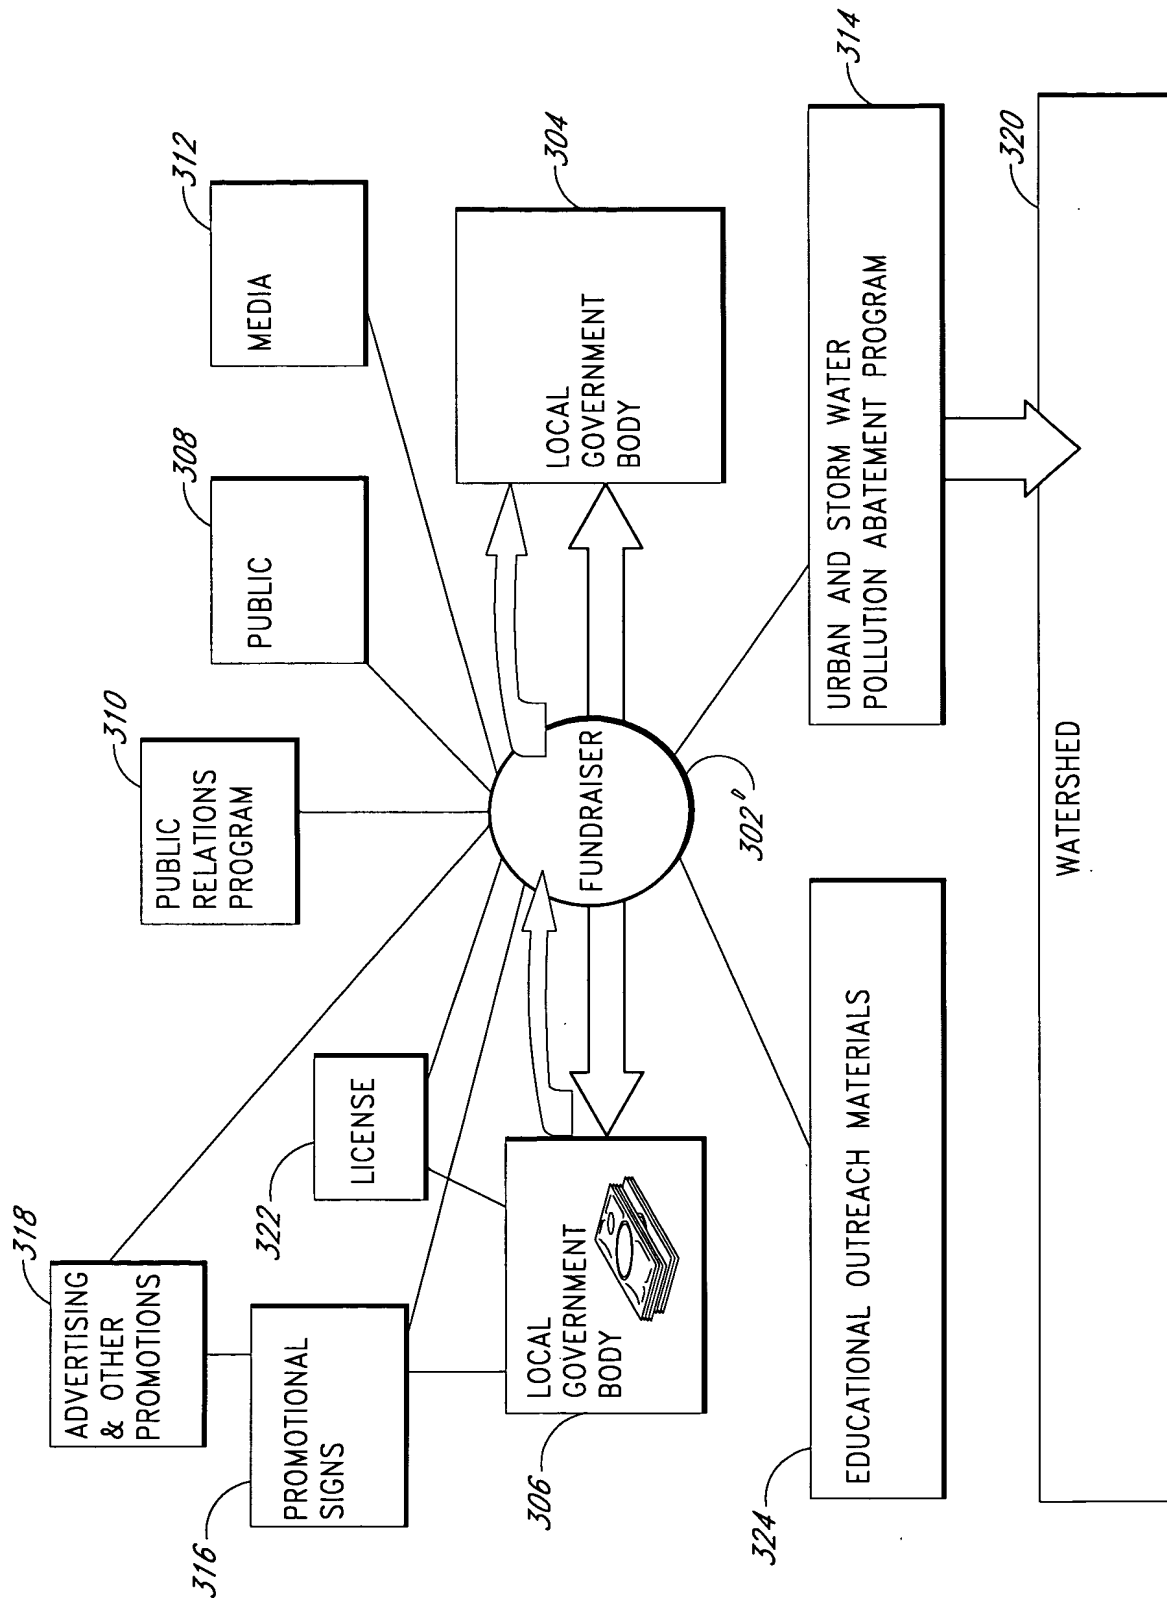 318
ADVERTISING
& OTHER
PROMOTIONS
316
PROMOTIONAL
SIGNS
322
LICENSE
310
PUBLIC
RELATIONS
PROGRAM
308
PUBLIC
312
MEDIA
306
LOCAL
GOVERNMENT
BODY
FUNDRAISER
302'
304
LOCAL
GOVERNMENT
BODY
324
EDUCATIONAL OUTREACH MATERIALS
314
URBAN AND STORM WATER
POLLUTION ABATEMENT PROGRAM
320
WATERSHED